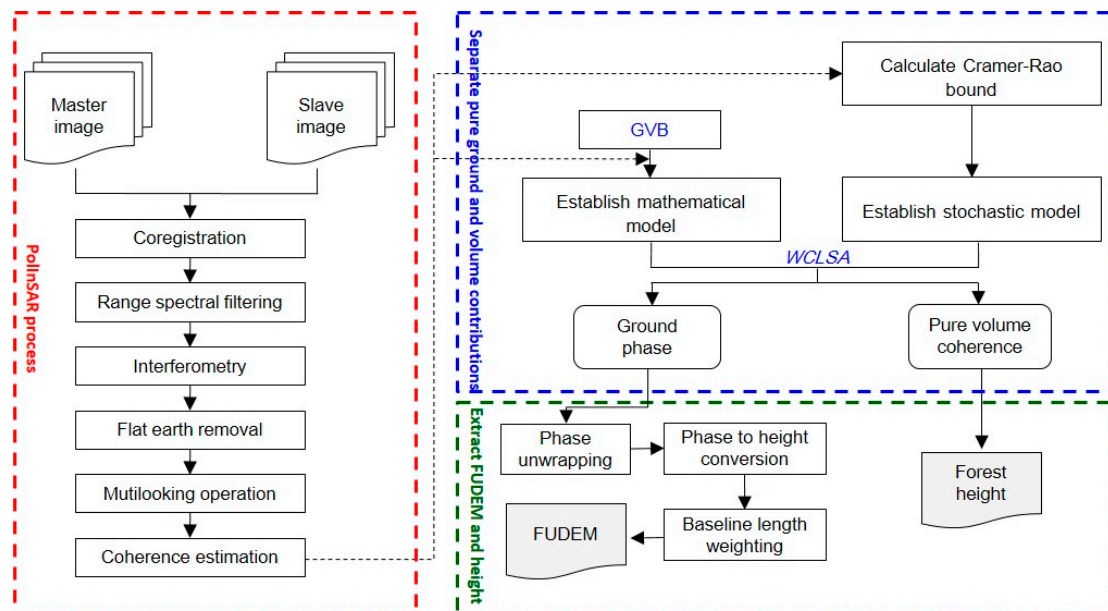 PolInSAR process
Master
image
Slave
image
Coregistration
Range spectral filtering
Interferometry
Flat earth removal
Mutilooking operation
Coherence estimation
Separate pure ground and volume contributions
Calculate Cramer-Rao
bound
GVB
Establish mathematical
model
Establish stochastic model
WCLSA
Ground
phase
Pure volume
coherence
Extract FUDEM and height
Phase
unwrapping
Phase to height
conversion
Forest
height
FUDEM
Baseline length
weighting